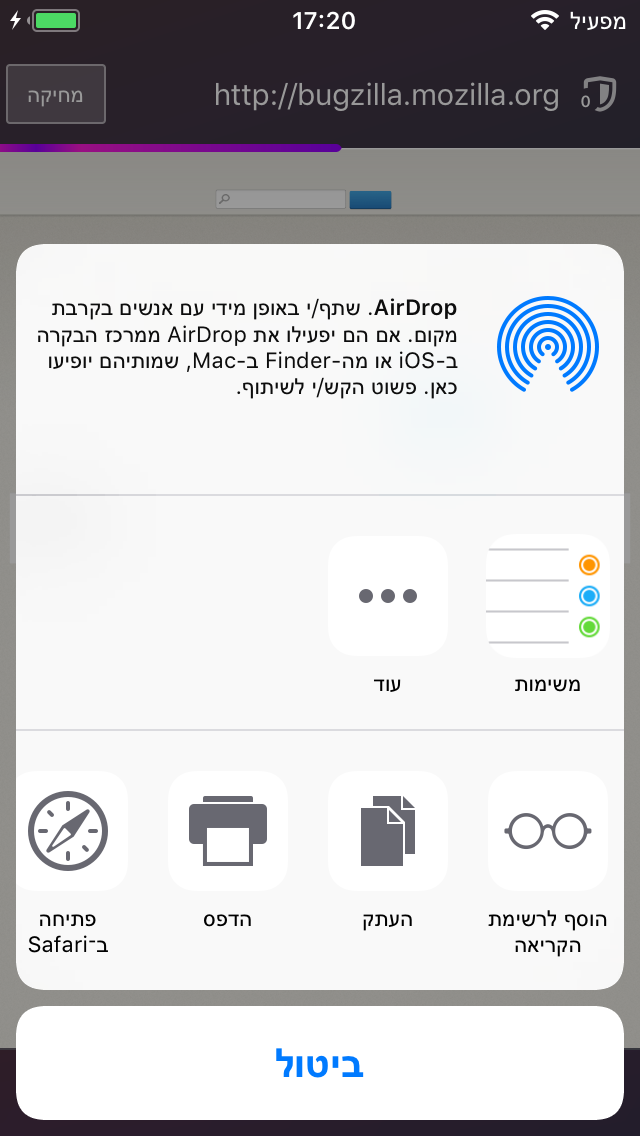 מפעיל 17:20
0 http://bugzilla.mozilla.org מחיקה
AirDrop. שתף/י באופן מידי עם אנשים בקרבת
מקום. אם הם יפעילו את AirDrop ממרכז הבקרה
ב-iOS או מה-Finder ב-Mac, שמותיהם יופיעו
כאן. פשוט הקש/י לשיתוף.
משימות
עוד
הוסף לרשימת
הקריאה
העתק
הדפס
פתיחה
ב־Safari
ביטול